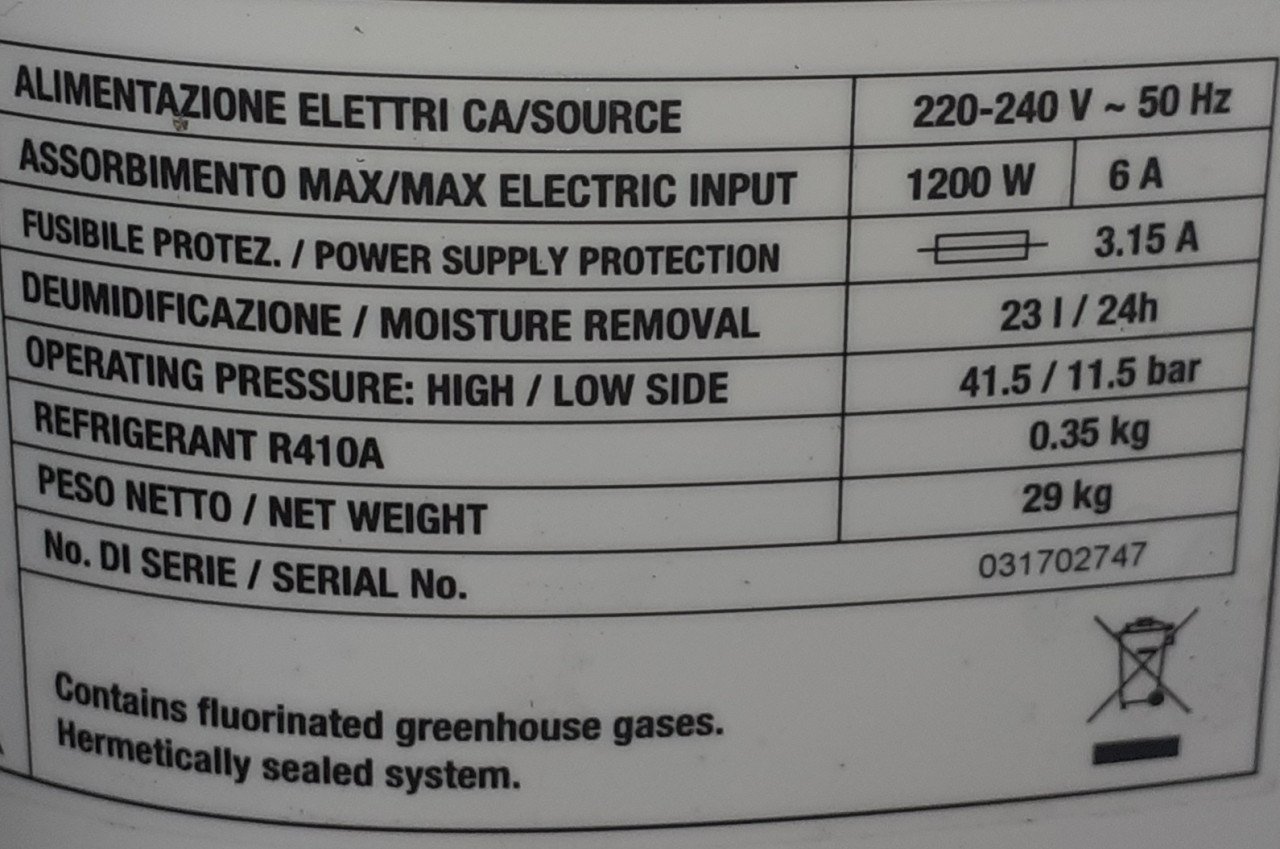 ALIMENTAZIONE ELETTRI CA/SOURCE 220-240 V ~ 50 Hz
ASSORBIMENTO MAX/MAX ELECTRIC INPUT 1200 W 6 A
FUSIBILE PROTEZ. / POWER SUPPLY PROTECTION 3.15 A
DEUMIDIFICAZIONE / MOISTURE REMOVAL 23 l / 24h
OPERATING PRESSURE: HIGH / LOW SIDE 41.5 / 11.5 bar
REFRIGERANT R410A 0.35 kg
PESO NETTO / NET WEIGHT 29 kg
No. DI SERIE / SERIAL No. 031702747
Contains fluorinated greenhouse gases.
Hermetically sealed system.